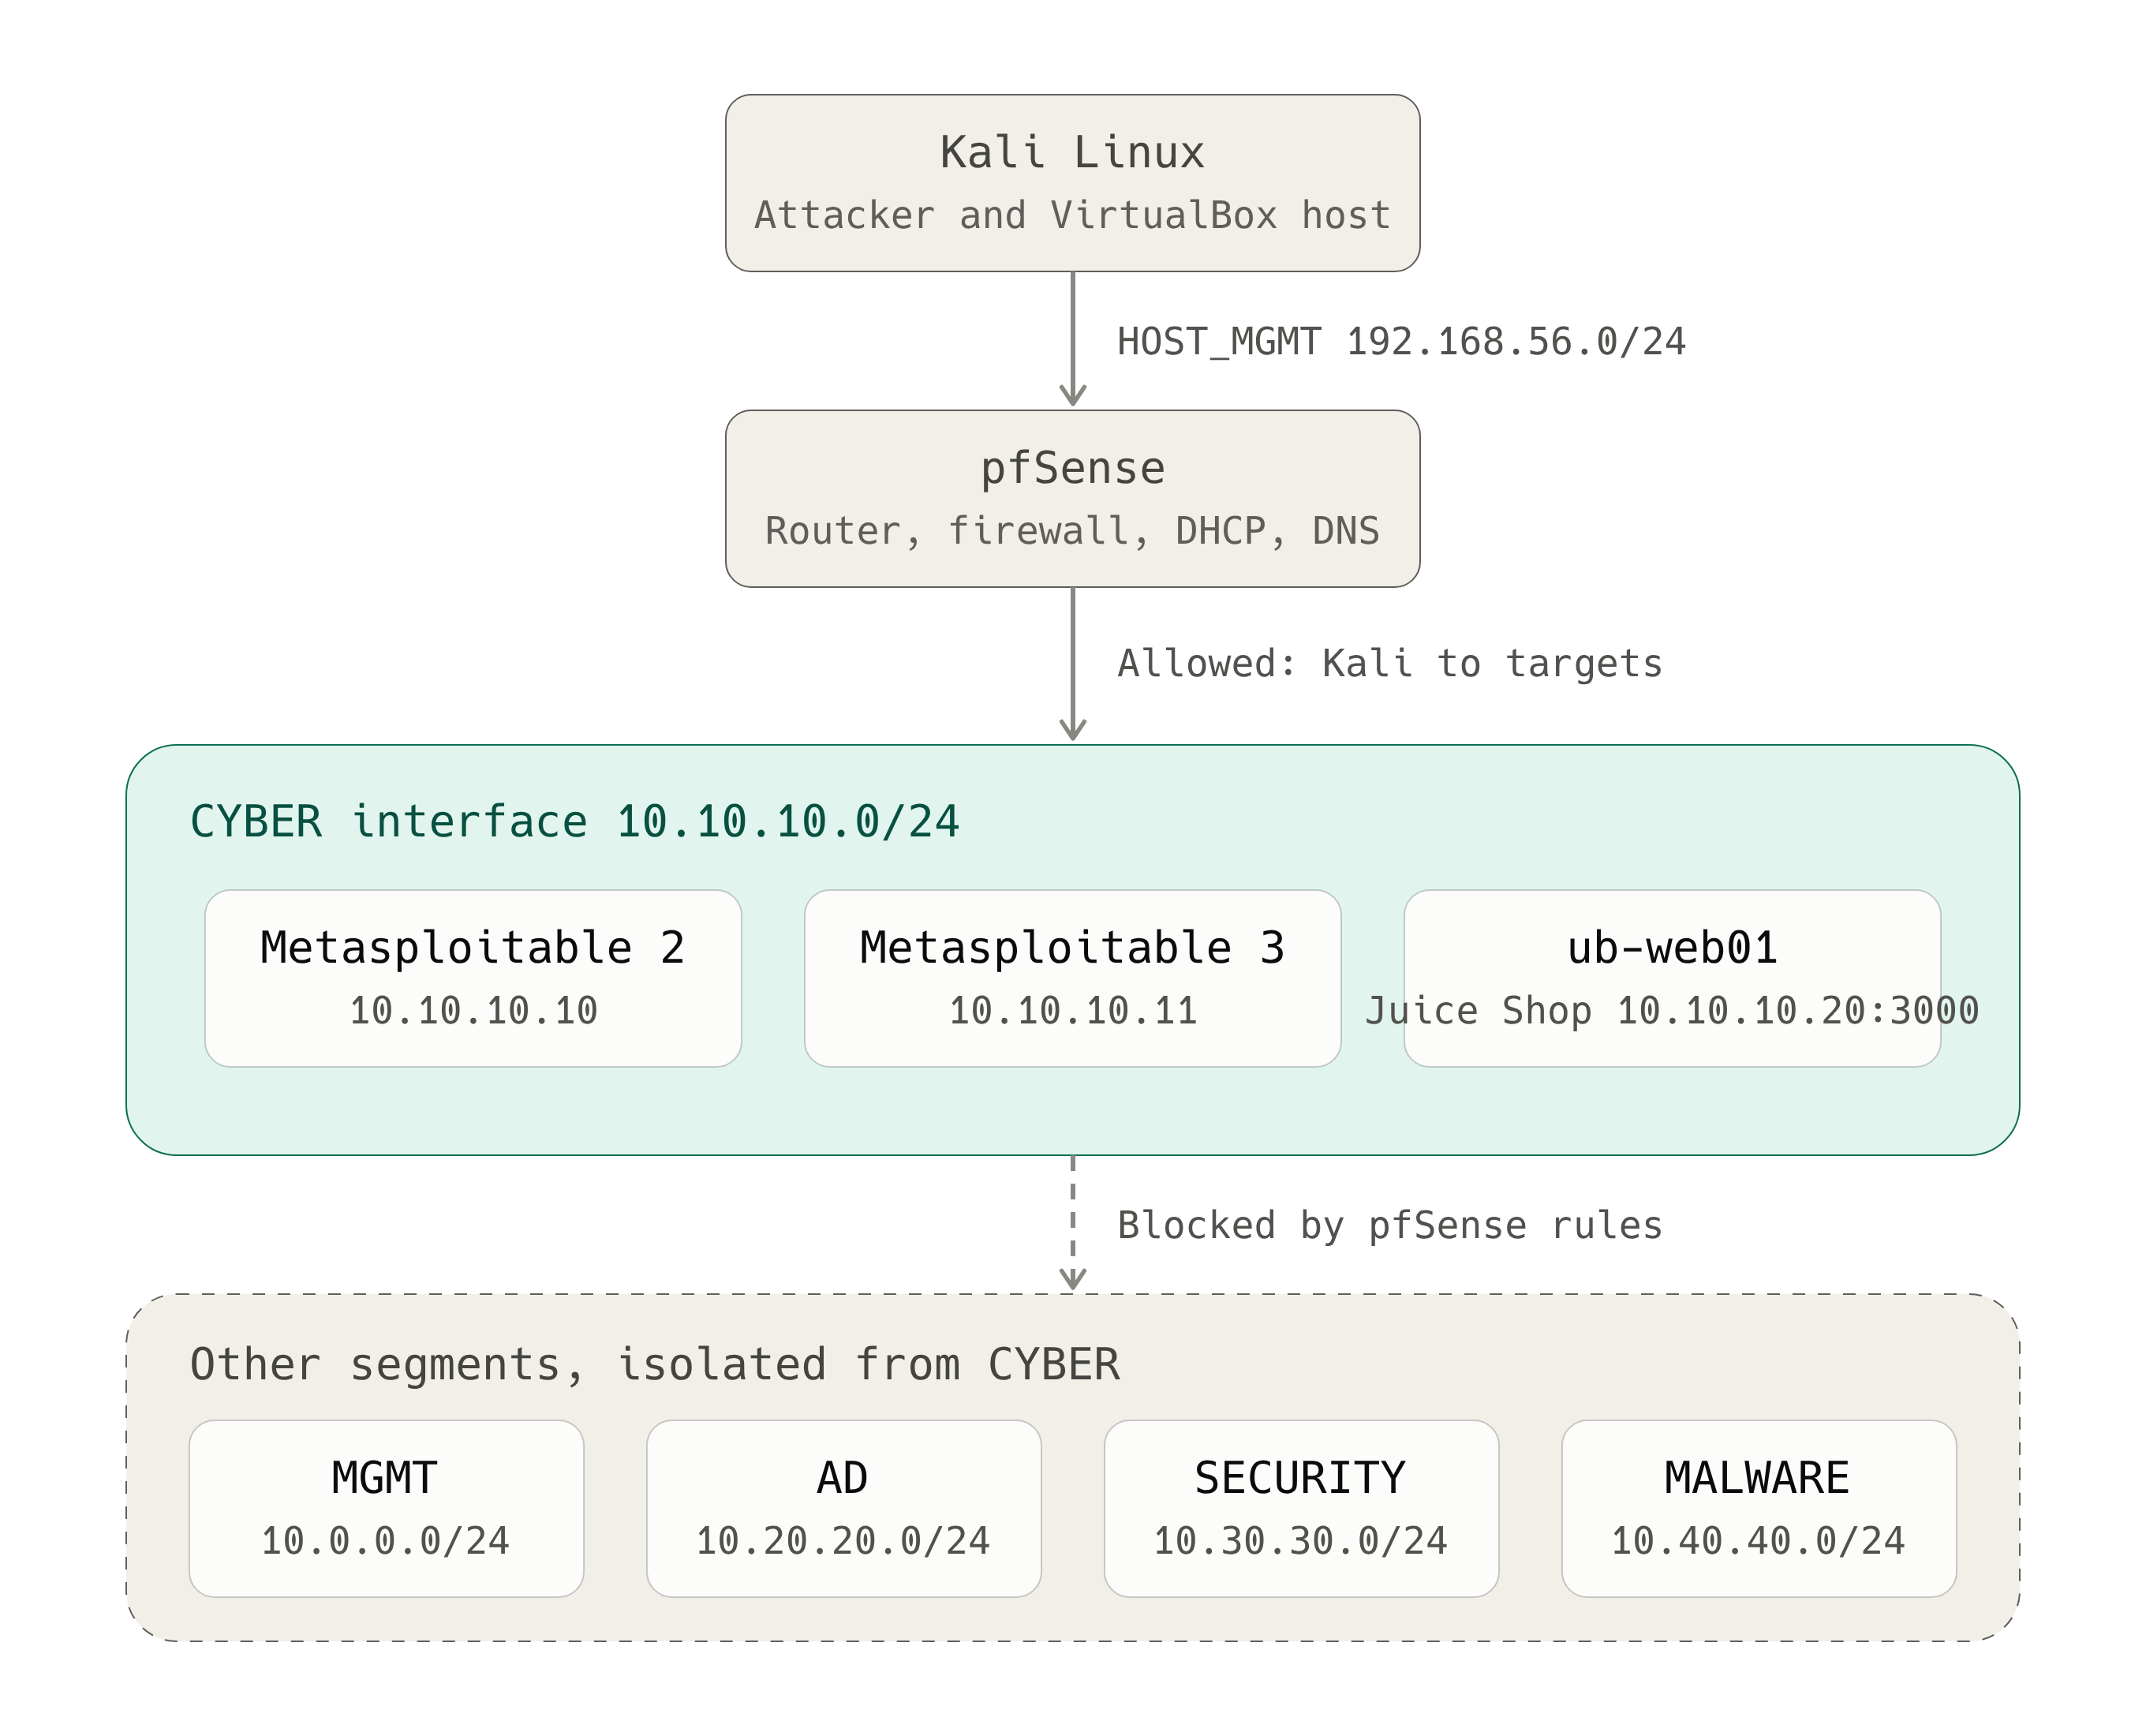 Kali Linux
Attacker and VirtualBox host
HOST_MGMT 192.168.56.0/24
pfSense
Router, firewall, DHCP, DNS
Allowed: Kali to targets
CYBER interface 10.10.10.0/24
Metasploitable 2
10.10.10.10
Metasploitable 3
10.10.10.11
ub-web01
Juice Shop 10.10.10.20:3000
Blocked by pfSense rules
Other segments, isolated from CYBER
MGMT
10.0.0.0/24
AD
10.20.20.0/24
SECURITY
10.30.30.0/24
MALWARE
10.40.40.0/24